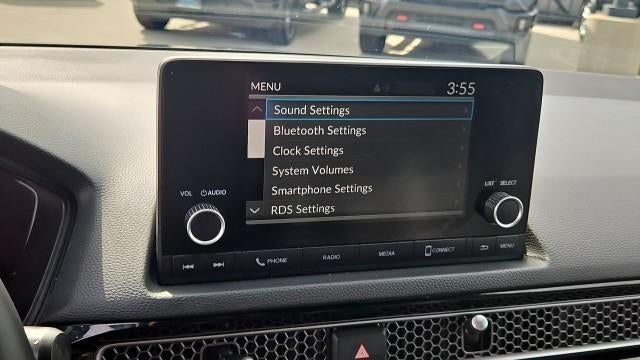 MENU 3:55
Sound Settings
Bluetooth Settings
Clock Settings
System Volumes
Smartphone Settings
RDS Settings
VOL AUDIO
LIST SELECT
PHONE RADIO MEDIA CONNECT MENU